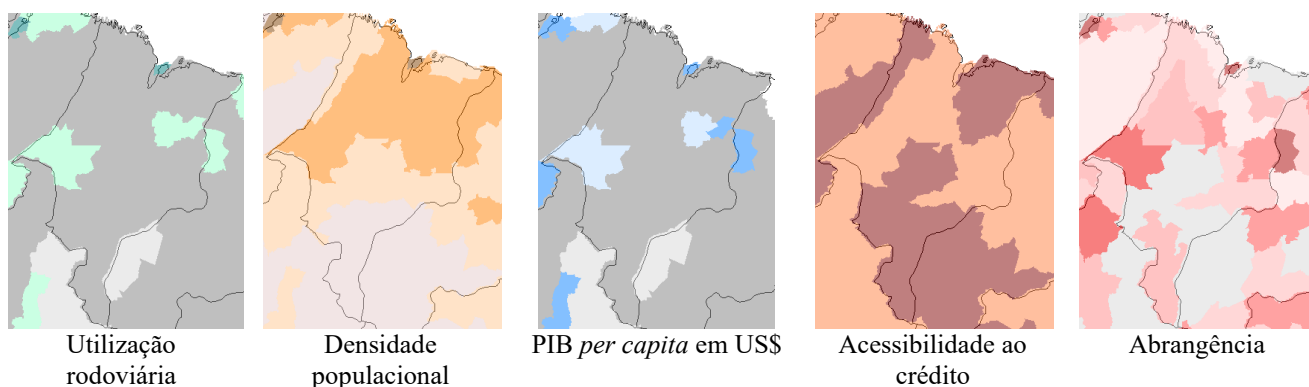 Utilização
rodoviária
Densidade
populacional
PIB per capita em US$
Acessibilidade ao
crédito
Abrangência